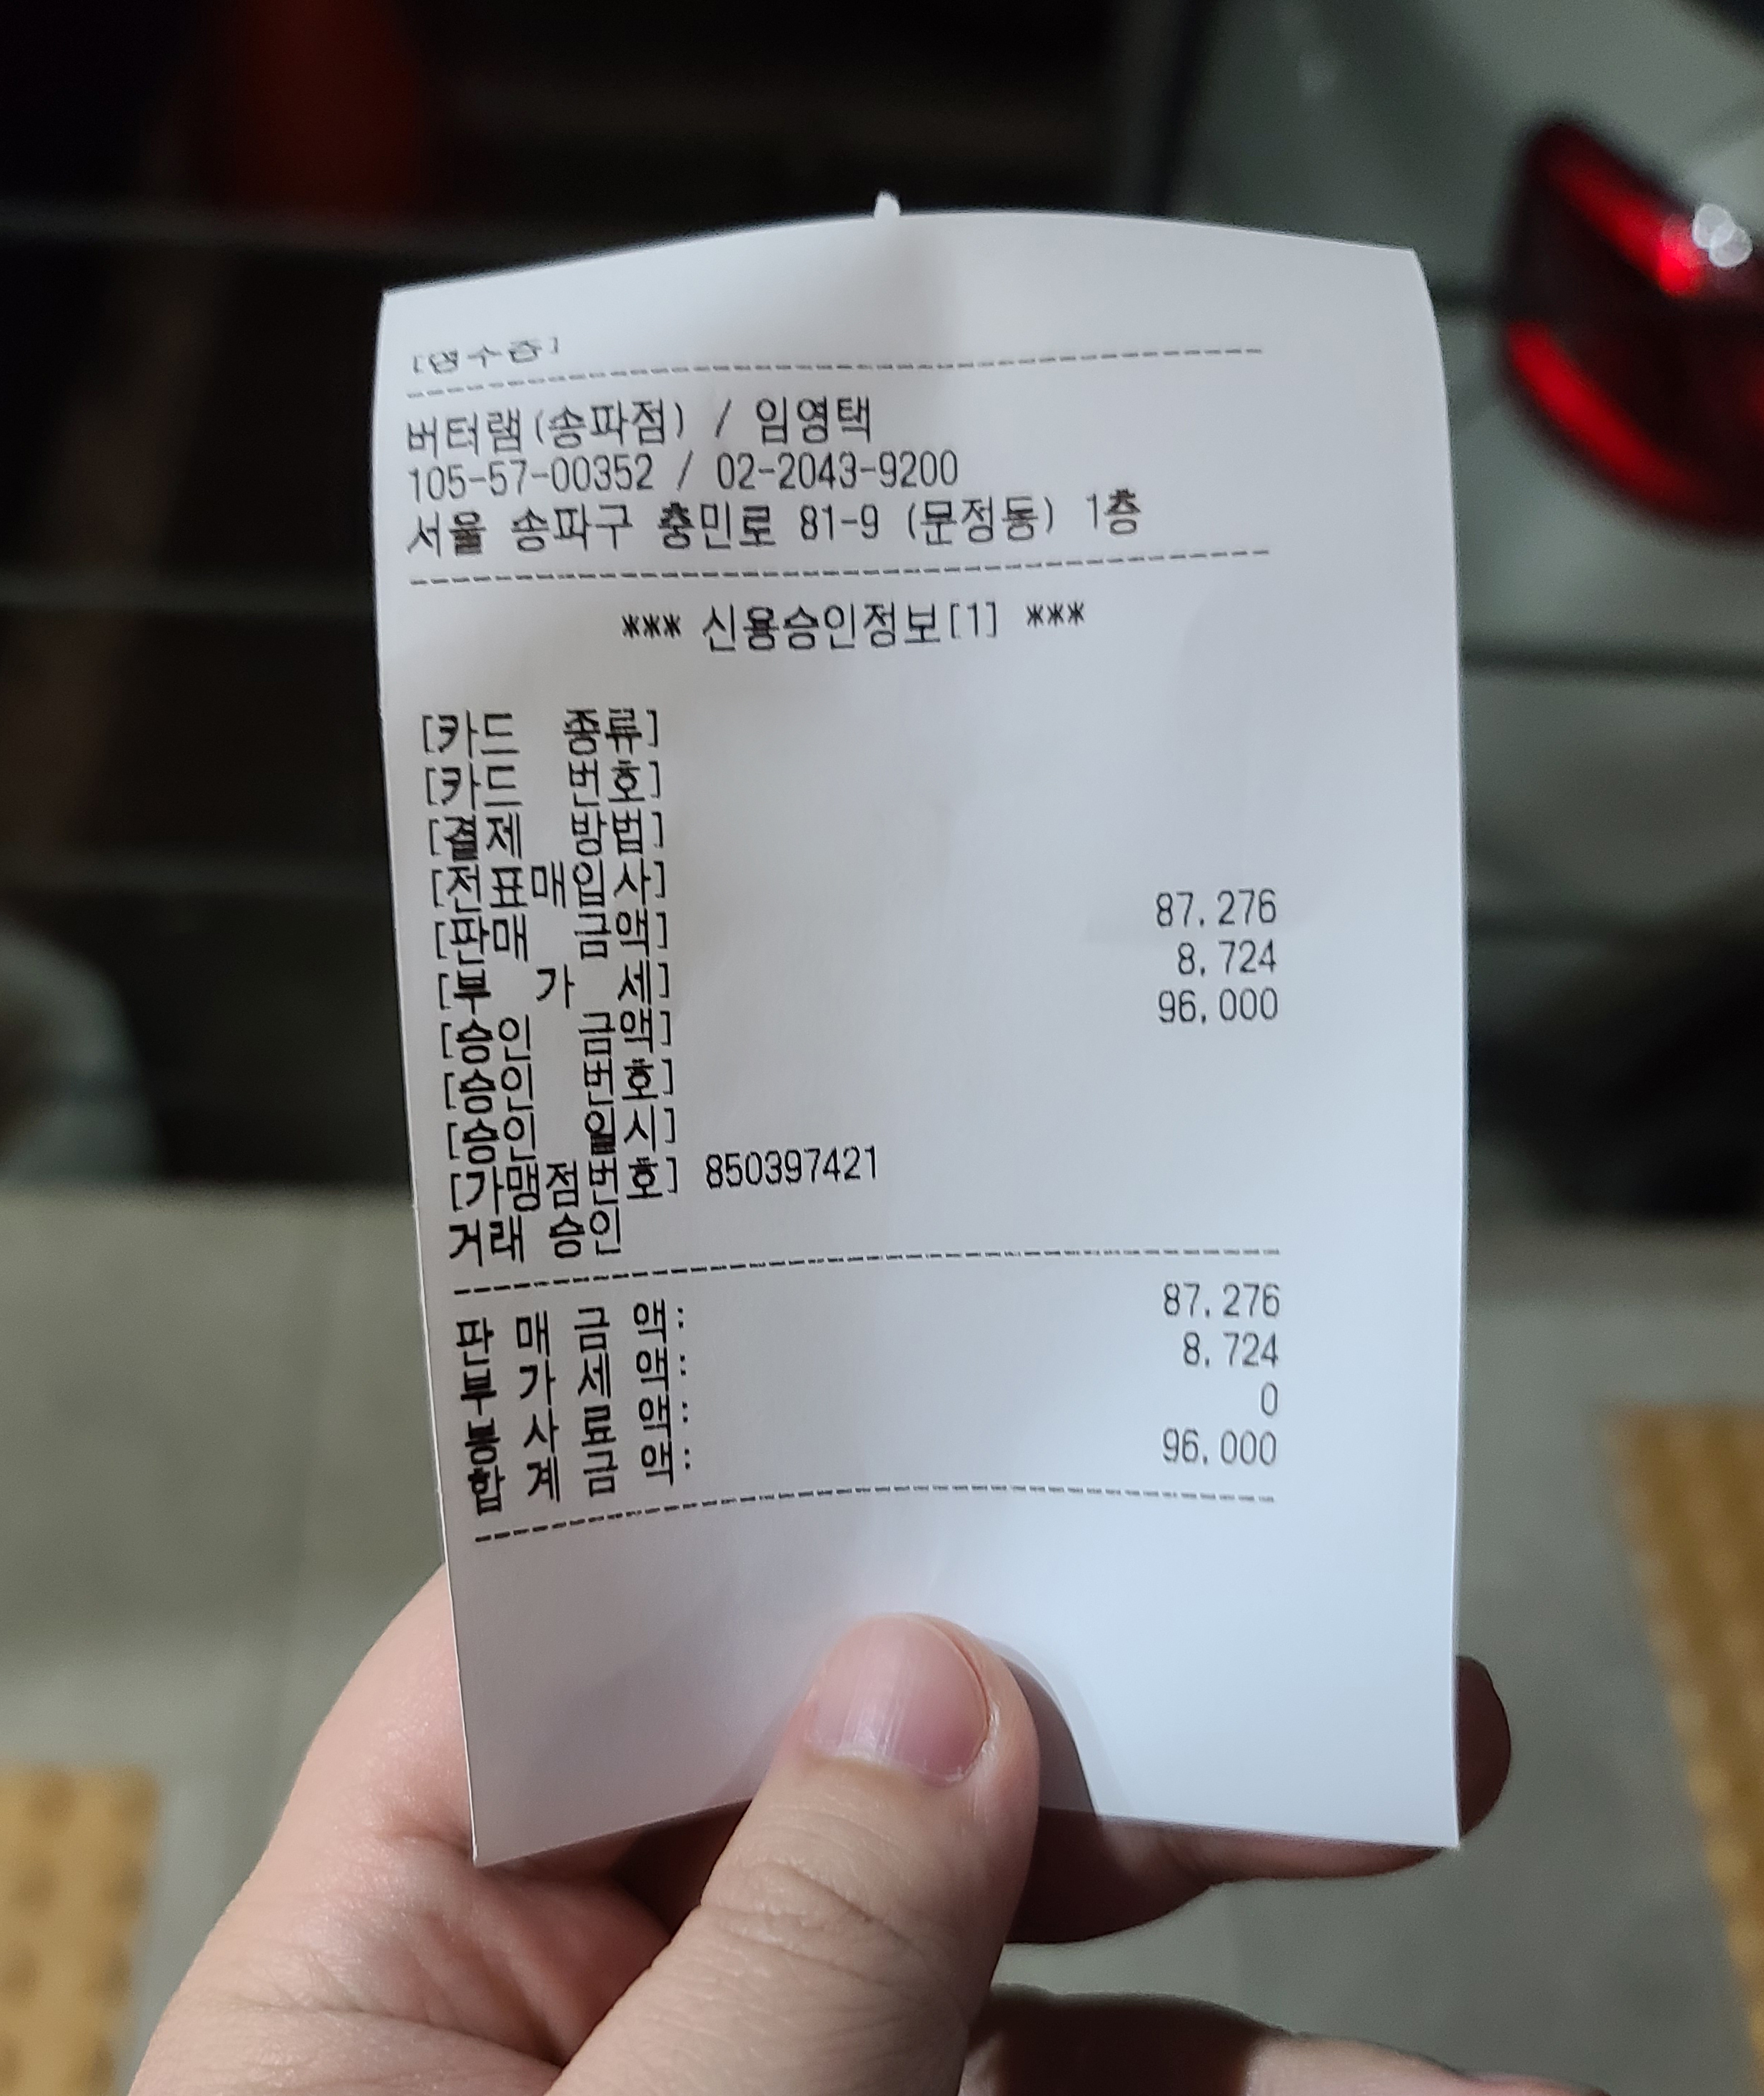 [영수증]
버터램(송파점) / 임영택
105-57-00352 / 02-2043-9200
서울 송파구 충민로 81-9 (문정동) 1층
*** 신용승인정보[1] ***
[카드 종류]
[카드 번호]
[결제 방법]
[전표매입사]
[판매 금액] 87,276
[부 가 세] 8,724
[승인 금액] 96,000
[승인 번호]
[승인 일시]
[가맹점번호] 850397421
거래 승인
판 매 금 액: 87,276
부 가 세 액: 8,724
봉 사 료 액: 0
합 계 금 액: 96,000